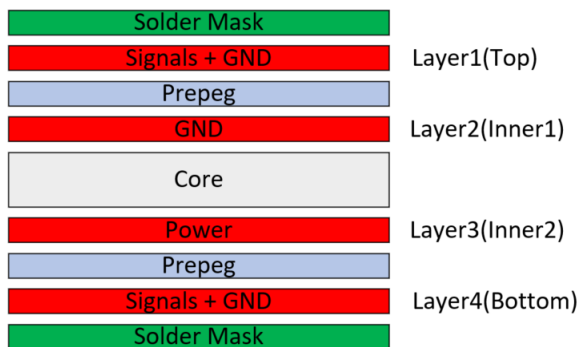 Solder Mask
Signals + GND Layer1(Top)
Prepeg
GND Layer2(Inner1)
Core
Power Layer3(Inner2)
Prepeg
Signals + GND Layer4(Bottom)
Solder Mask